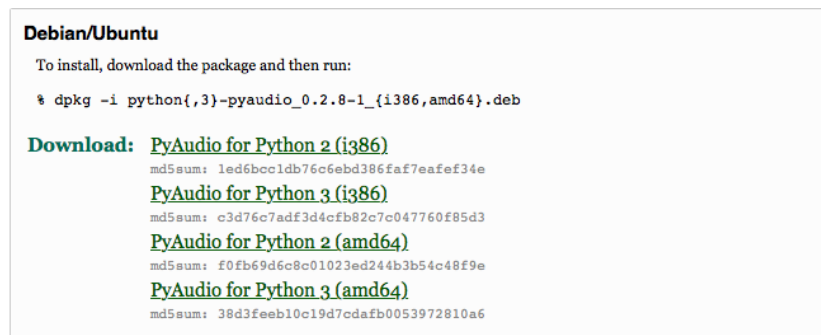 Debian/Ubuntu
To install, download the package and then run:
% dpkg -i python{,3}-pyaudio_0.2.8-1_{i386,amd64}.deb
Download: PyAudio for Python 2 (i386)
md5sum: 1ed6bcc1db76c6ebd386faf7eafef34e
PyAudio for Python 3 (i386)
md5sum: c3d76c7adf3d4cfb82c7c047760f85d3
PyAudio for Python 2 (amd64)
md5sum: f0fb69d6c8c01023ed244b3b54c48f9e
PyAudio for Python 3 (amd64)
md5sum: 38d3feeb10c19d7cdafb0053972810a6